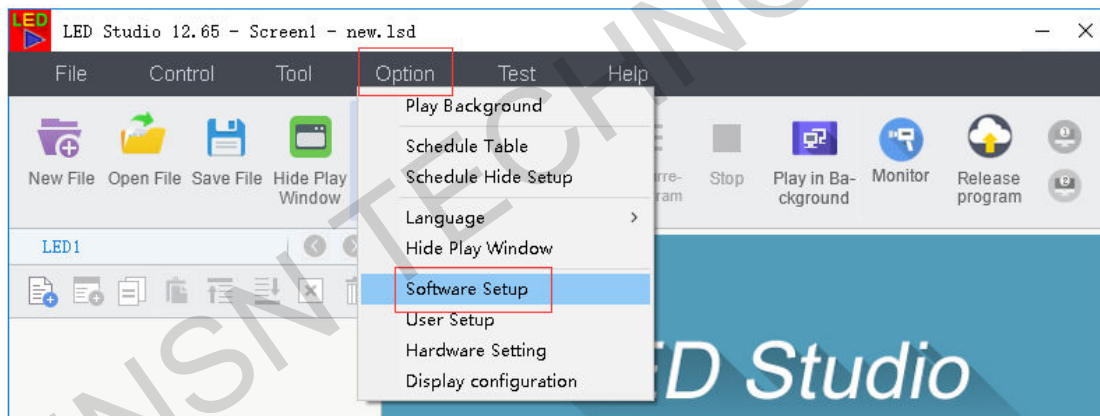 LED
LED Studio 12.65 - Screen1 - new.lsd
File Control Tool Option Test Help
Play Background
Schedule Table
Schedule Hide Setup
Language
Hide Play Window
Software Setup
User Setup
Hardware Setting
Display configuration
New File Open File Save File Hide Play
Window
Stop Play in Ba-
ckground
Monitor Release
program
LED1
D Studio